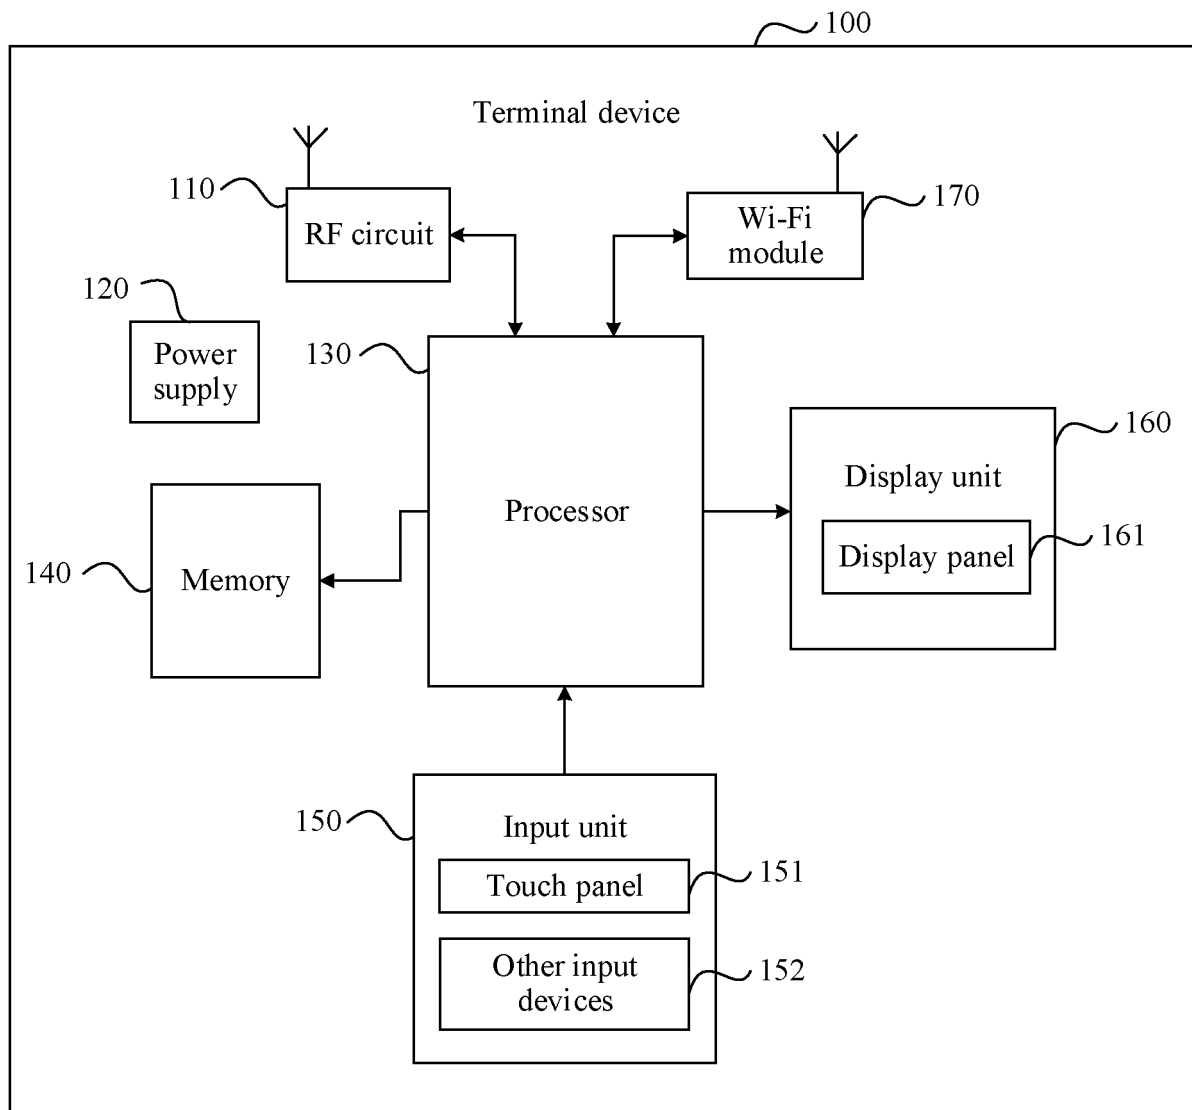 100
Terminal device
110
RF circuit
Wi-Fi
module
170
120
Power
supply
130
Processor
160
Display unit
Display panel
161
140
Memory
150
Input unit
Touch panel
151
Other input
devices
152